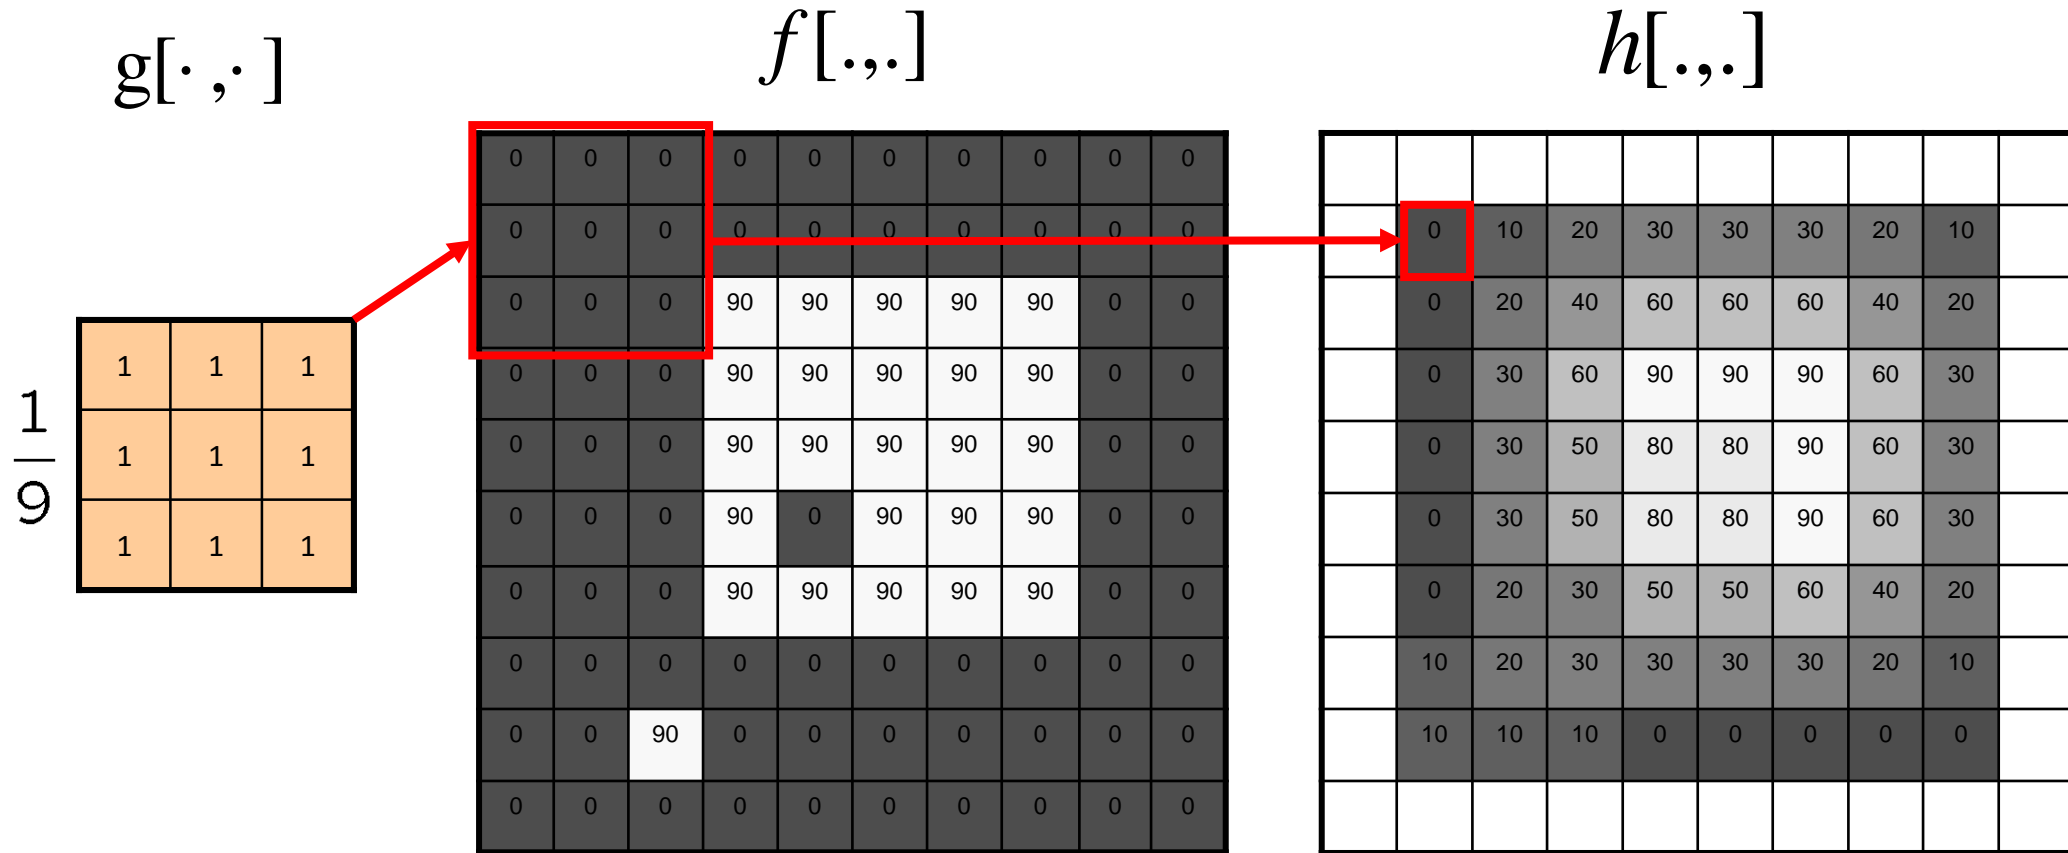 g[· ,· ]
f [.,.]
h[.,.]
1
9
1 1 1
1 1 1
1 1 1
0 0 0 0 0 0 0 0 0 0
0 0 0 0 0 0 0 0 0 0
0 0 0 90 90 90 90 90 0 0
0 0 0 90 90 90 90 90 0 0
0 0 0 90 90 90 90 90 0 0
0 0 0 90 0 90 90 90 0 0
0 0 0 90 90 90 90 90 0 0
0 0 0 0 0 0 0 0 0 0
0 0 90 0 0 0 0 0 0 0
0 0 0 0 0 0 0 0 0 0
0 10 20 30 30 30 20 10
0 20 40 60 60 60 40 20
0 30 60 90 90 90 60 30
0 30 50 80 80 90 60 30
0 30 50 80 80 90 60 30
0 20 30 50 50 60 40 20
10 20 30 30 30 30 20 10
10 10 10 0 0 0 0 0